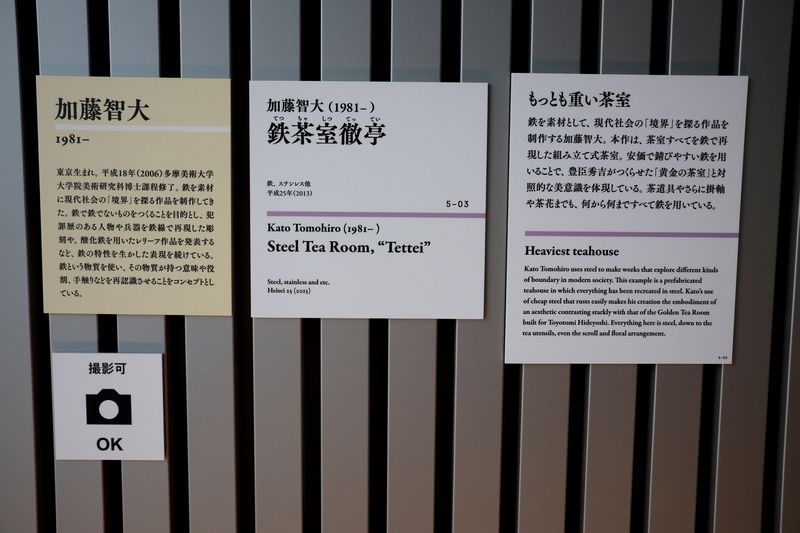 加藤智大
1981–
東京生まれ。平成18年(2006)多摩美術大学
大学院美術研究科博士課程修了。鉄を素材
に現代社会の「境界」を探る作品を制作してき
た。鉄で鉄でないものをつくることを目的とし、犯
罪歴のある人物や兵器を鉄線で再現した彫
刻や、酸化鉄を用いたレリーフ作品を発表する
など、鉄の特性を生かした表現を続けている。
鉄という物質を使い、その物質が持つ意味や役
割、手触りなどを再認識させることをコンセプトとし
ている。
撮影可
OK
加藤智大(1981– )
てつ ちゃ しつ てっ てい
鉄茶室徹亭
鉄、ステンレス他
平成25年(2013)
5-03
Kato Tomohiro (1981– )
Steel Tea Room, “Tettei”
Steel, stainless and etc.
Heisei 25 (2013)
もっとも重い茶室
鉄を素材として、現代社会の「境界」を探る作品を
制作する加藤智大。本作は、茶室すべてを鉄で再
現した組み立て式茶室。安価で錆びやすい鉄を用
いることで、豊臣秀吉がつくらせた「黄金の茶室」と対
照的な美意識を体現している。茶道具やさらに掛軸
や茶花までも、何から何まですべて鉄を用いている。
Heaviest teahouse
Kato Tomohiro uses steel to make works that explore different kinds
of boundary in modern society. This example is a prefabricated
teahouse in which everything has been recreated in steel. Kato’s use
of cheap steel that rusts easily makes his creation the embodiment of
an aesthetic contrasting starkly with that of the Golden Tea Room
built for Toyotomi Hideyoshi. Everything here is steel, down to the
tea utensils, even the scroll and floral arrangement.
5-03